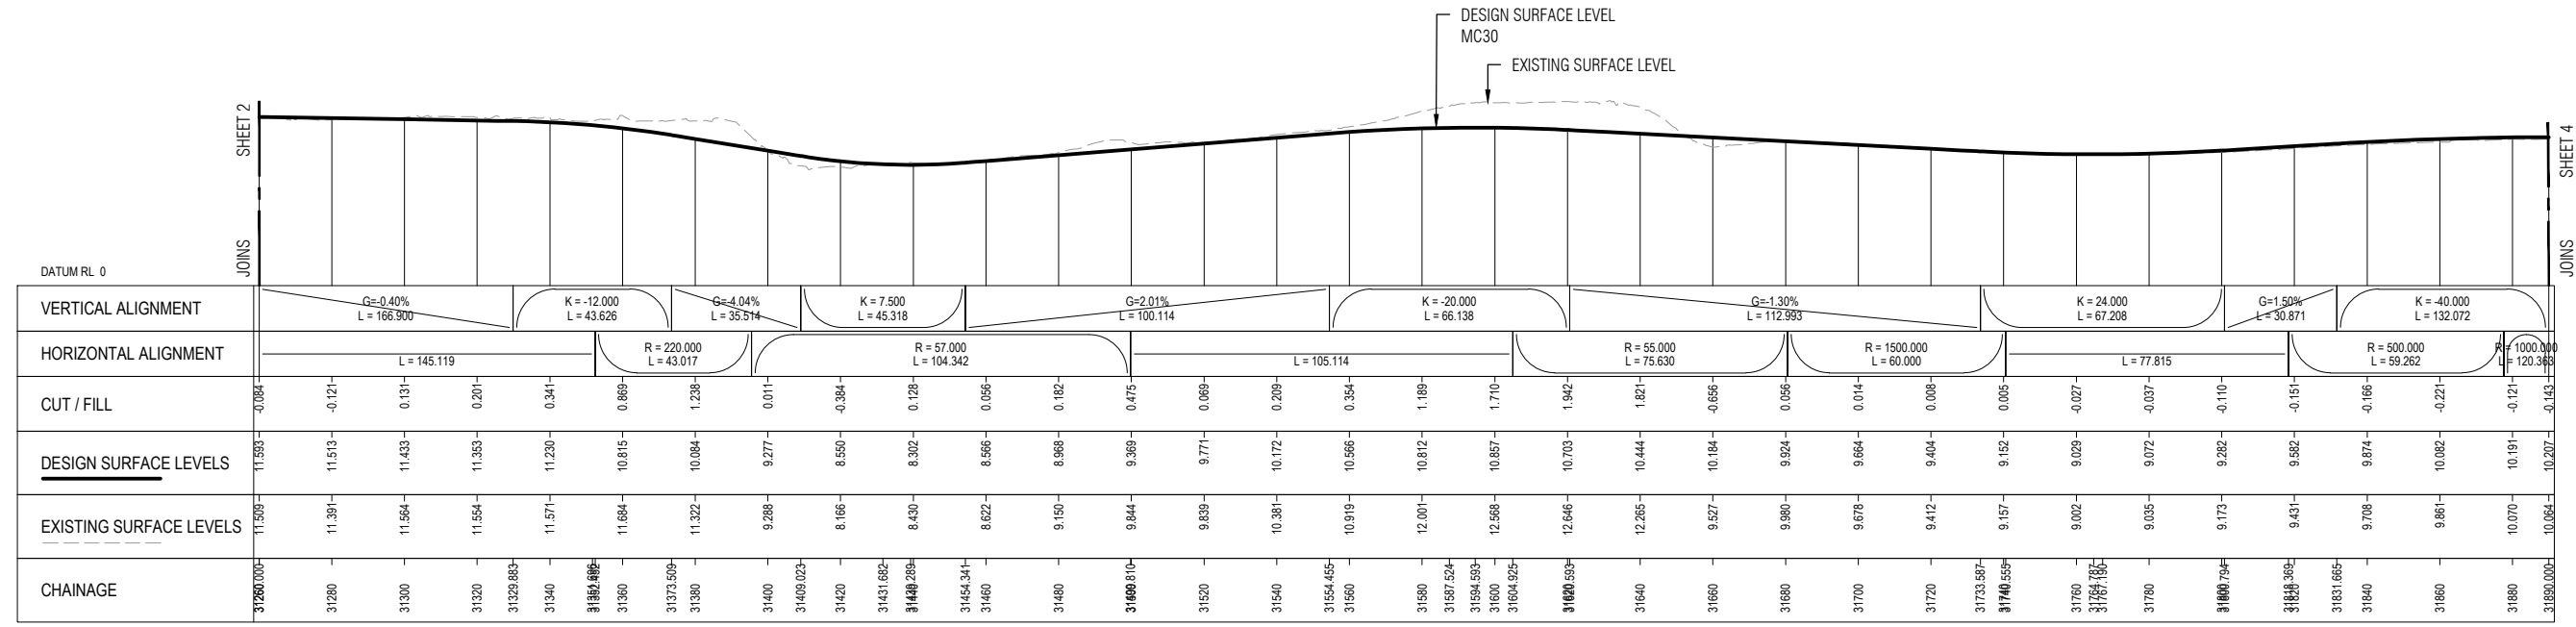 DESIGN SURFACE LEVEL
MC30
EXISTING SURFACE LEVEL
JOINS SHEET 2
JOINS SHEET 4
DATUM RL 0
VERTICAL ALIGNMENT
G=-0.40%
L = 166.900
K = -12.000
L = 43.626
G=-4.04%
L = 35.514
K = 7.500
L = 45.318
G=2.01%
L = 100.114
K = -20.000
L = 66.138
G=-1.30%
L = 112.993
K = 24.000
L = 67.208
G=1.50%
L = 30.871
K = -40.000
L = 132.072
HORIZONTAL ALIGNMENT
L = 145.119
R = 220.000
L = 43.017
R = 57.000
L = 104.342
L = 105.114
R = 55.000
L = 75.630
R = 1500.000
L = 60.000
L = 77.815
R = 500.000
L = 59.262
R = 1000.000
L = 120.363
CUT / FILL
-0.084 -0.121 0.131 0.201 0.341 0.869 1.238 0.011 -0.384 0.128 0.056 0.182 0.475 0.069 0.209 0.354 1.189 1.710 1.942 1.821 -0.656 0.056 0.014 0.008 0.005 -0.027 -0.037 -0.110 -0.151 -0.166 -0.221 -0.121 -0.143
DESIGN SURFACE LEVELS
11.593 11.513 11.433 11.353 11.230 10.815 10.084 9.277 8.550 8.302 8.566 8.968 9.369 9.771 10.172 10.566 10.812 10.857 10.703 10.444 10.184 9.924 9.664 9.404 9.152 9.029 9.072 9.282 9.582 9.874 10.082 10.191 10.207
EXISTING SURFACE LEVELS
11.509 11.391 11.564 11.554 11.571 11.684 11.322 9.288 8.166 8.430 8.622 9.150 9.844 9.839 10.381 10.919 12.001 12.568 12.646 12.265 9.527 9.980 9.678 9.412 9.157 9.002 9.035 9.173 9.431 9.708 9.861 10.070 10.064
CHAINAGE
31280 31300 31320 31329.883 31340 31360 31373.509 31380 31400 31409.023 31420 31431.682 31454.341 31460 31480 31520 31540 31554.455 31560 31580 31587.524 31594.593 31600 31604.925 31640 31660 31680 31700 31720 31733.587 31760 31764.787 31767.190 31780 31831.665 31840 31860 31880 31890.000